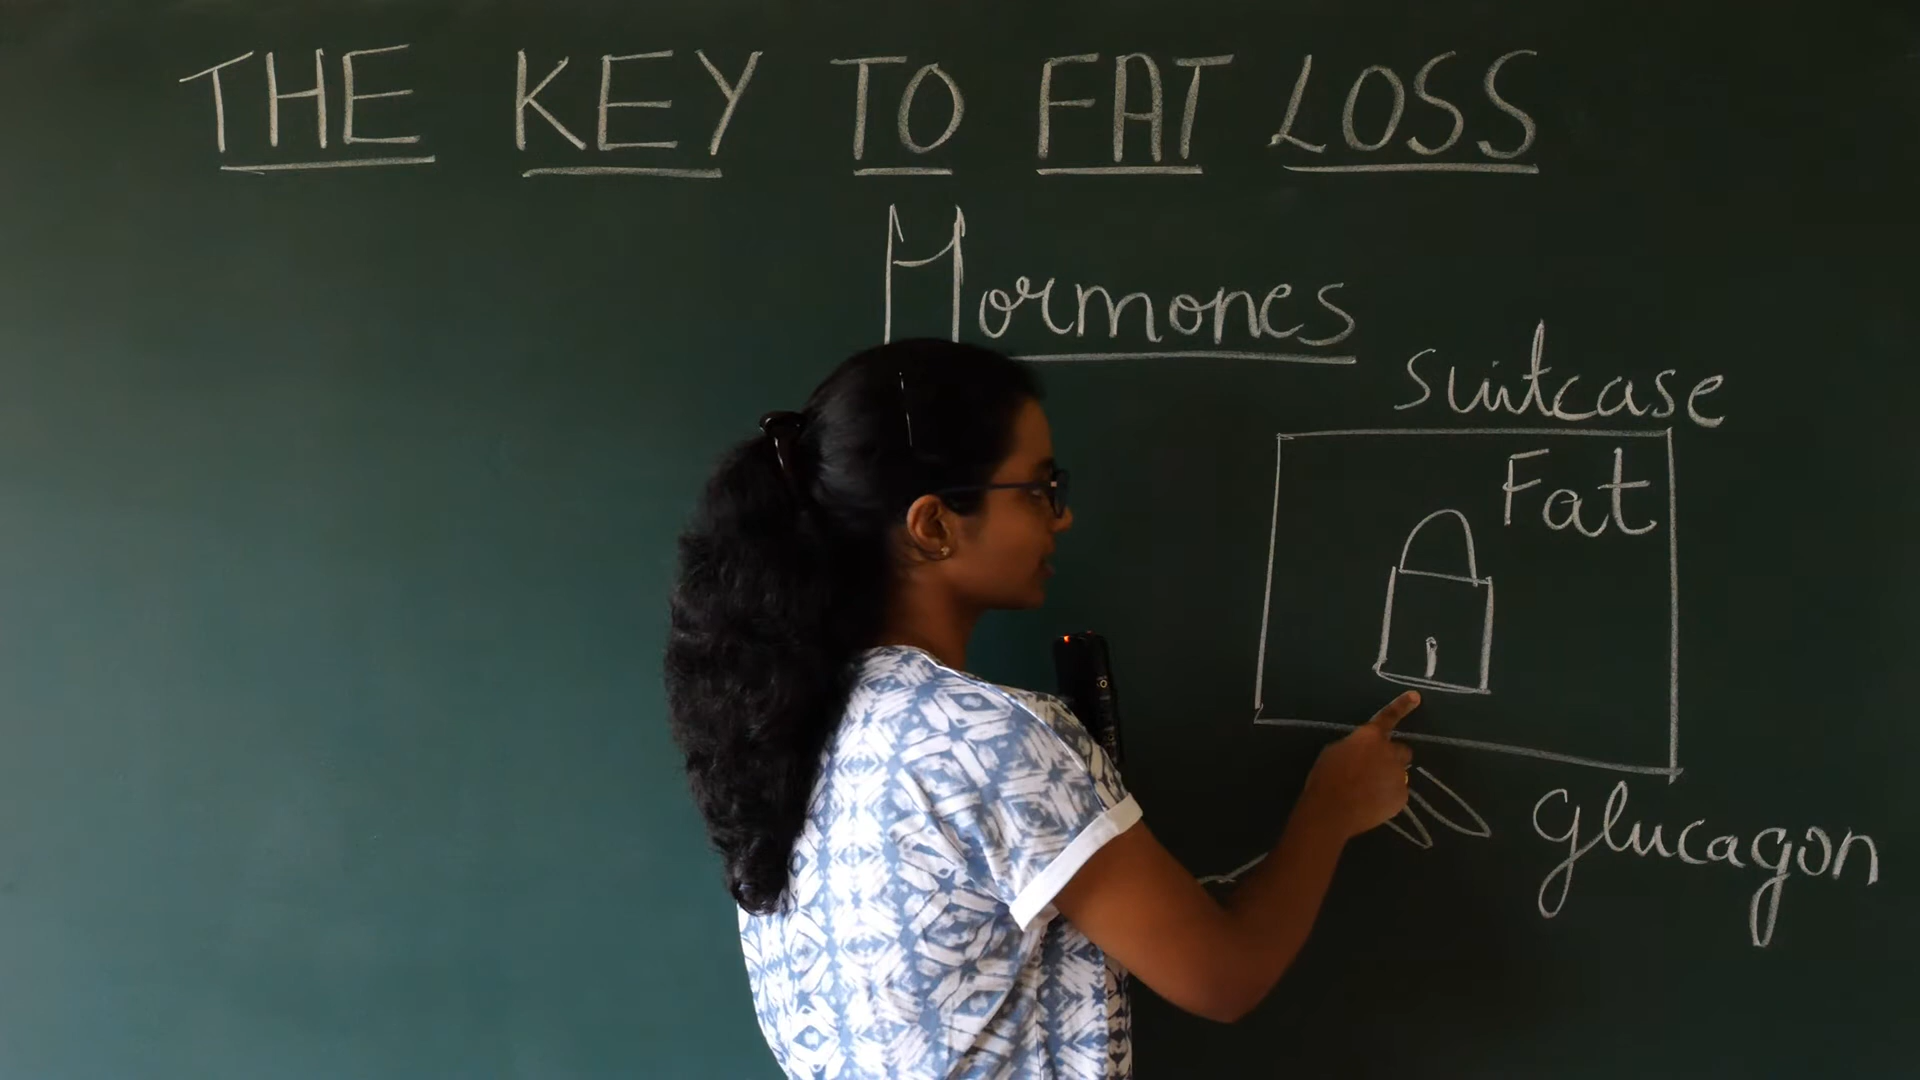 THE KEY TO FAT LOSS
Hormones
Suitcase
Fat
Glucagon